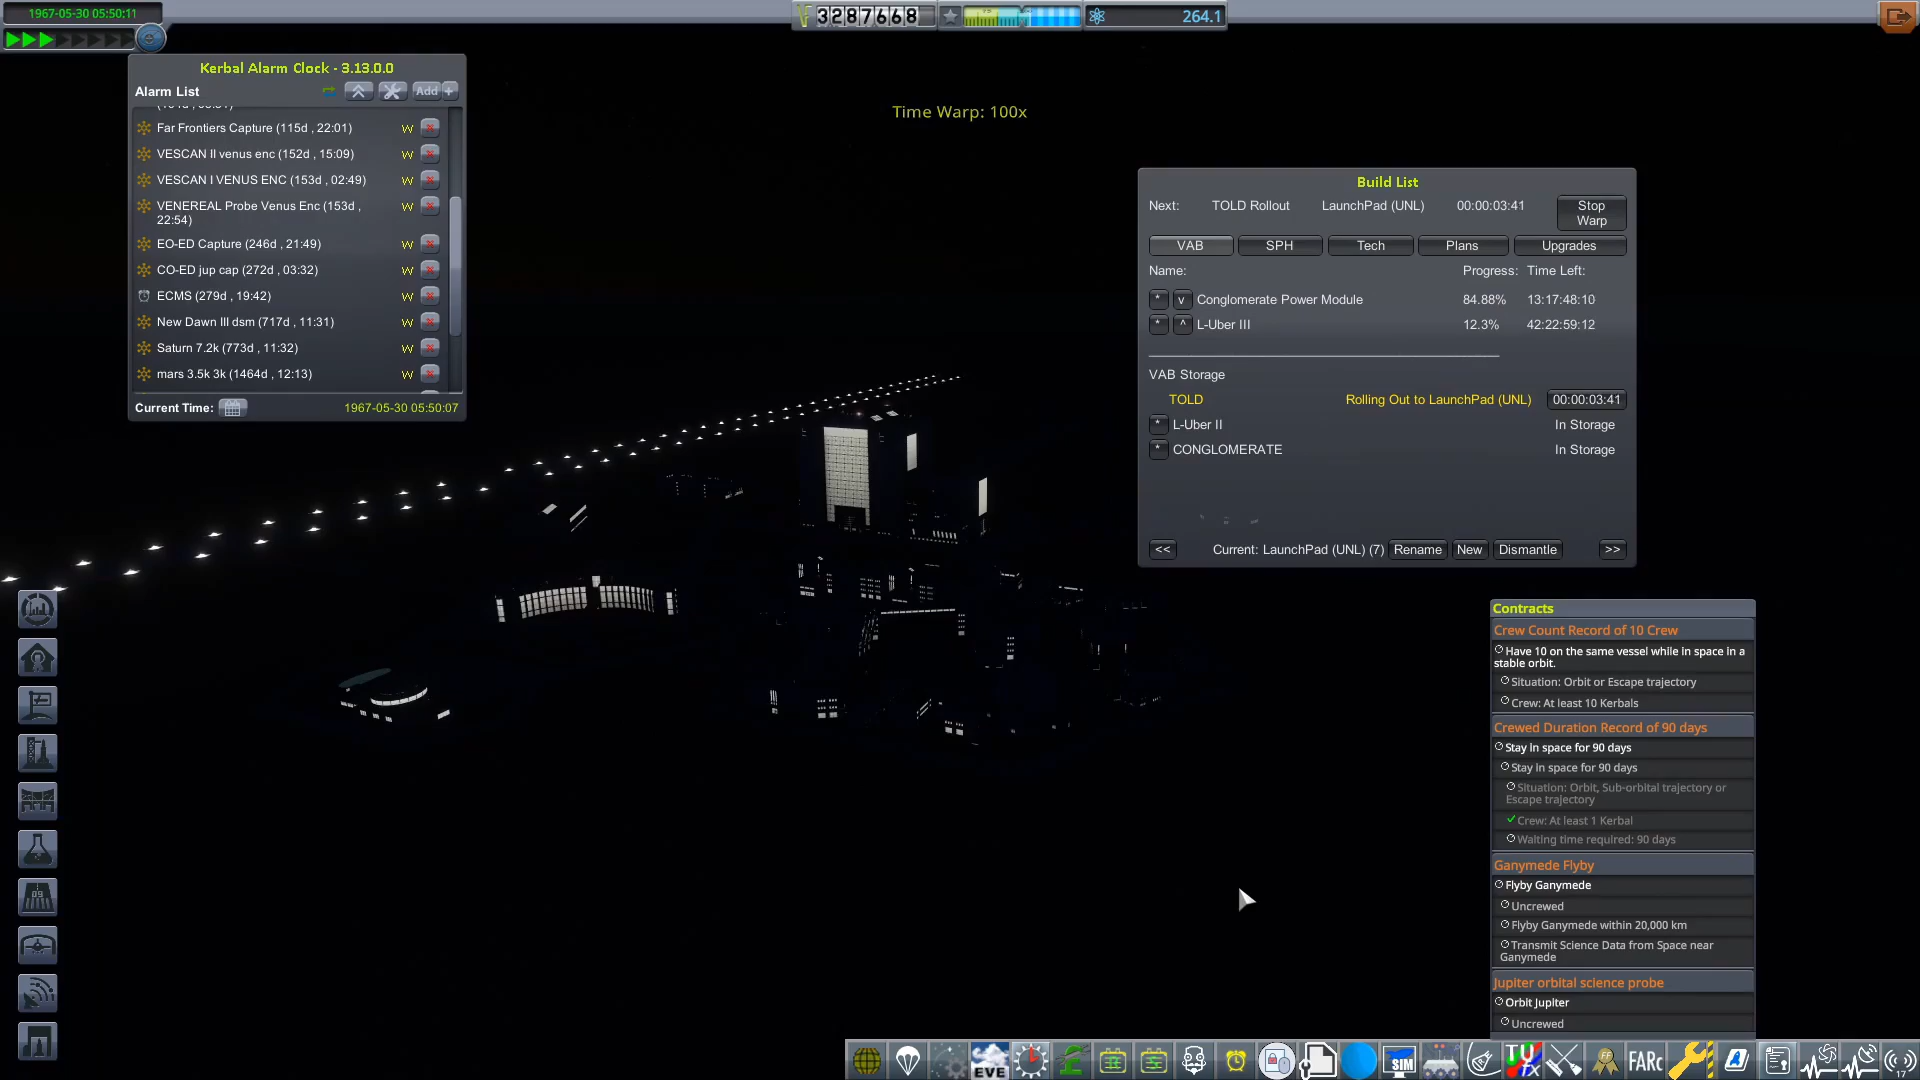 1967-05-30 05:50:11
3287668
264.1
Kerbal Alarm Clock - 3.13.0.0
Alarm List
Add
Far Frontiers Capture (115d , 22:01)
W
VESCAN II venus enc (152d , 15:09)
W
VESCAN I VENUS ENC (153d , 02:49)
W
VENEREAL Probe Venus Enc (153d ,
22:54)
W
EO-ED Capture (246d , 21:49)
W
CO-ED jup cap (272d , 03:32)
W
ECMS (279d , 19:42)
W
New Dawn III dsm (717d , 11:31)
W
Saturn 7.2k (773d , 11:32)
W
mars 3.5k 3k (1464d , 12:13)
W
Current Time:
1967-05-30 05:50:07
Time Warp: 100x
Build List
Next: TOLD Rollout LaunchPad (UNL) 00:00:03:41
Stop
Warp
VAB SPH Tech Plans Upgrades
Name: Progress: Time Left:
* v Conglomerate Power Module 84.88% 13:17:48:10
* ^ L-Uber III 12.3% 42:22:59:12
VAB Storage
TOLD Rolling Out to LaunchPad (UNL) 00:00:03:41
* L-Uber II In Storage
* CONGLOMERATE In Storage
<< Current: LaunchPad (UNL) (7) Rename New Dismantle >>
Contracts
Crew Count Record of 10 Crew
Have 10 on the same vessel while in space in a
stable orbit.
Situation: Orbit or Escape trajectory
Crew: At least 10 Kerbals
Crewed Duration Record of 90 days
Stay in space for 90 days
Stay in space for 90 days
Situation: Orbit, Sub-orbital trajectory or
Escape trajectory
Crew: At least 1 Kerbal
Waiting time required: 90 days
Ganymede Flyby
Flyby Ganymede
Uncrewed
Flyby Ganymede within 20,000 km
Transmit Science Data from Space near
Ganymede
Jupiter orbital science probe
Orbit Jupiter
Uncrewed
EVE
SIM
TU
fx
FARc
17